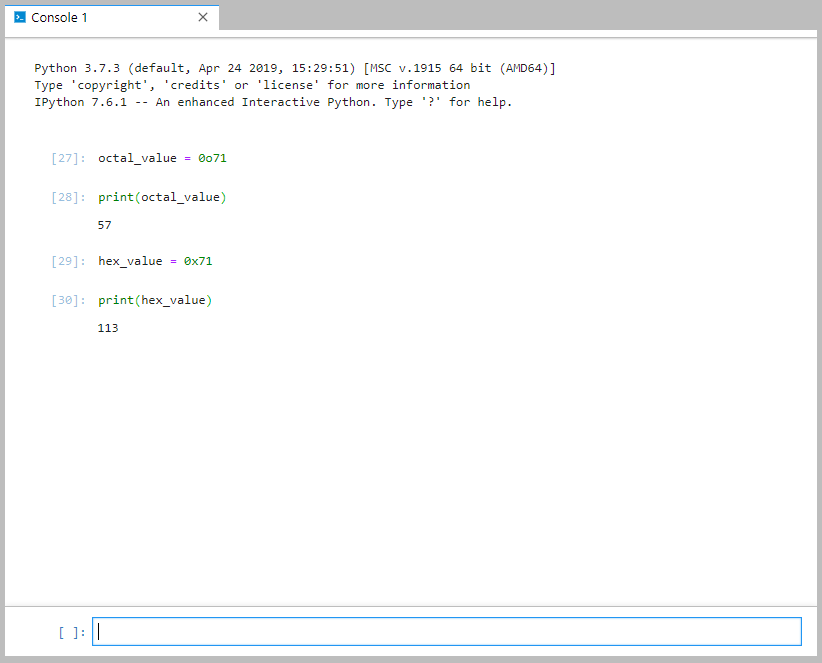 Console 1
Python 3.7.3 (default, Apr 24 2019, 15:29:51) [MSC v.1915 64 bit (AMD64)]
Type 'copyright', 'credits' or 'license' for more information
IPython 7.6.1 -- An enhanced Interactive Python. Type '?' for help.
[27]: octal_value = 0o71
[28]: print(octal_value)
57
[29]: hex_value = 0x71
[30]: print(hex_value)
113
[ ]: